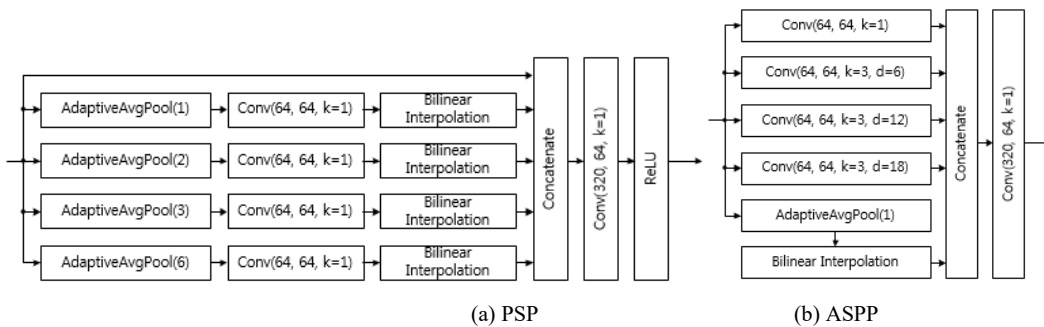 AdaptiveAvgPool(1)
Conv(64, 64, k=1)
Bilinear
Interpolation
AdaptiveAvgPool(2)
Conv(64, 64, k=1)
Bilinear
Interpolation
AdaptiveAvgPool(3)
Conv(64, 64, k=1)
Bilinear
Interpolation
AdaptiveAvgPool(6)
Conv(64, 64, k=1)
Bilinear
Interpolation
Concatenate
Conv(320, 64, k=1)
ReLU
(a) PSP
Conv(64, 64, k=1)
Conv(64, 64, k=3, d=6)
Conv(64, 64, k=3, d=12)
Conv(64, 64, k=3, d=18)
AdaptiveAvgPool(1)
Bilinear Interpolation
Concatenate
Conv(320, 64, k=1)
(b) ASPP